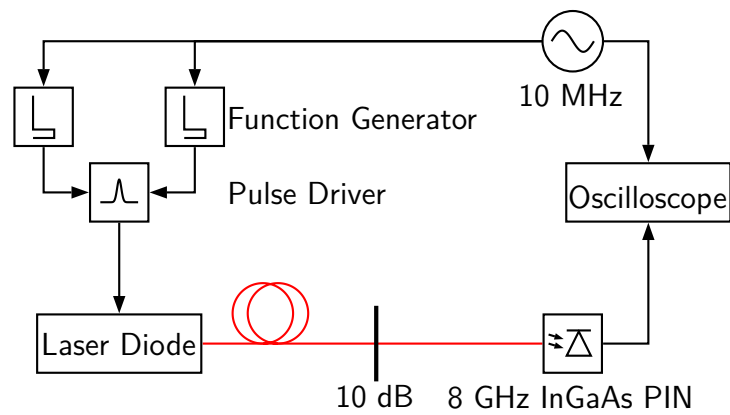 10 MHz
Function Generator
Pulse Driver
Oscilloscope
Laser Diode
10 dB
8 GHz InGaAs PIN